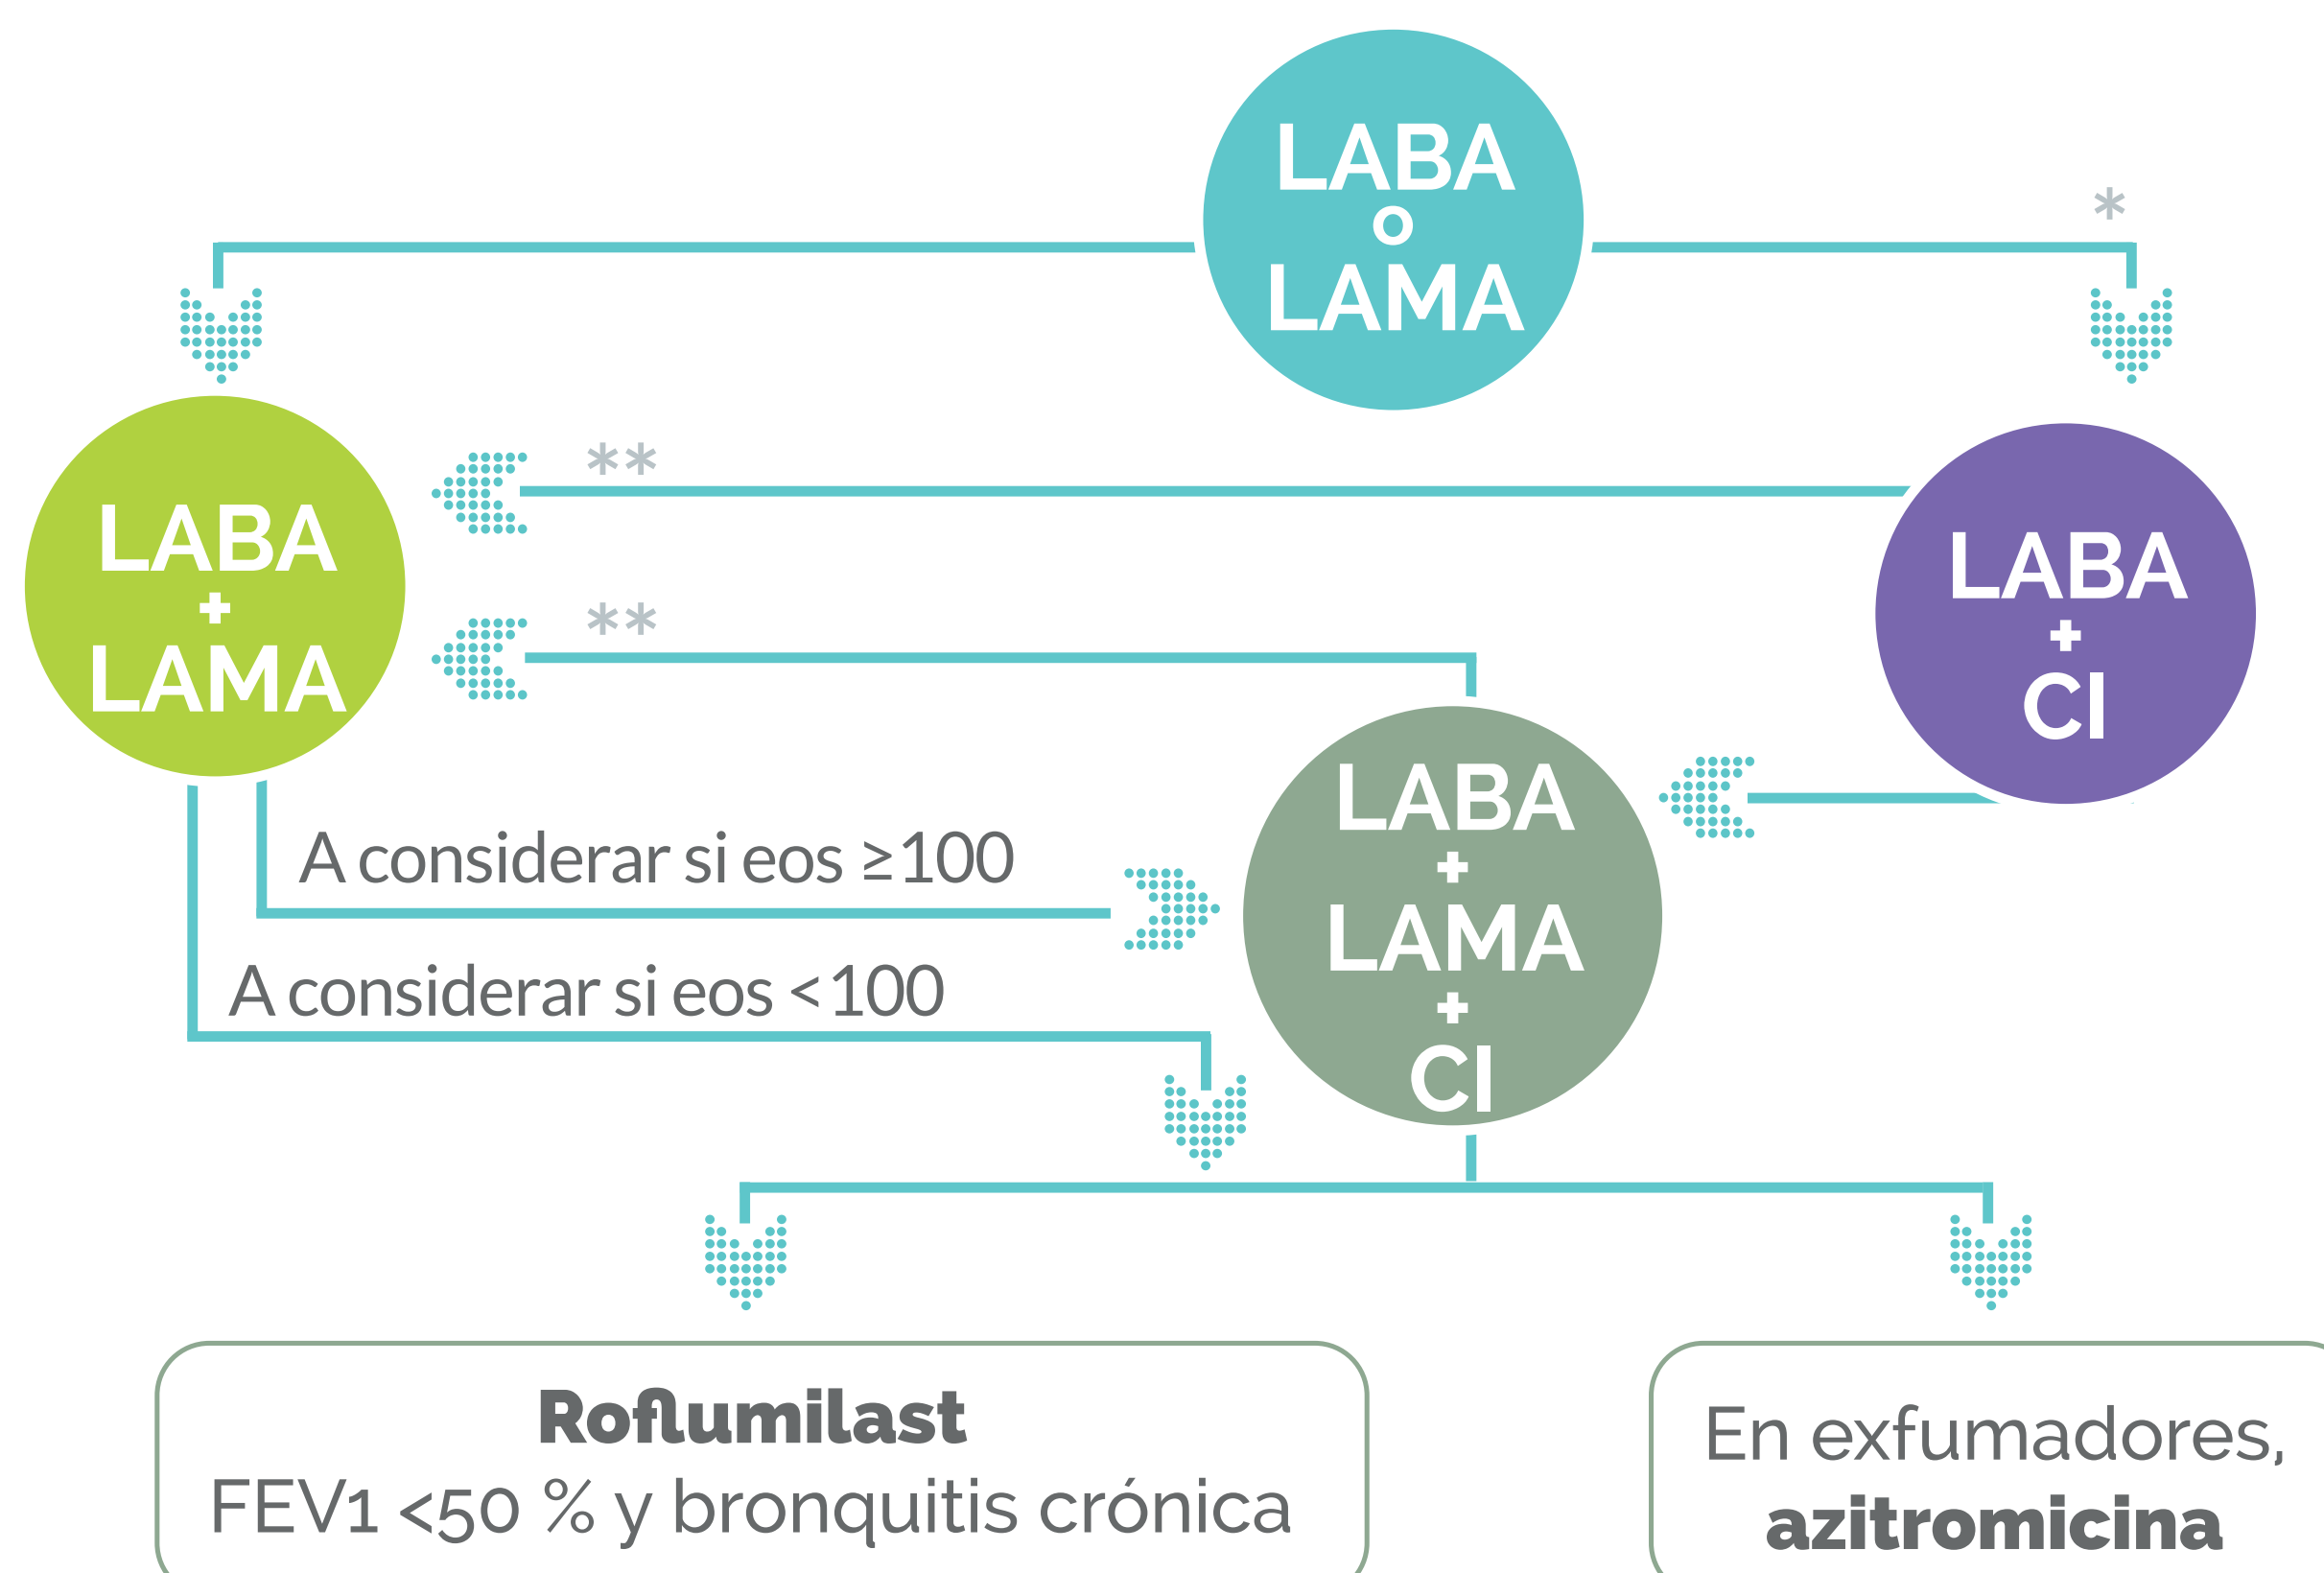 LABA
o
LAMA
*
**
LABA
+
LAMA
LABA
+
CI
**
LABA
+
LAMA
+
CI
A considerar si eos ≥ 100
A considerar si eos < 100
Roflumilast
FEV1 <50 % y bronquitis crónica
En exfumadores,
azitromicina